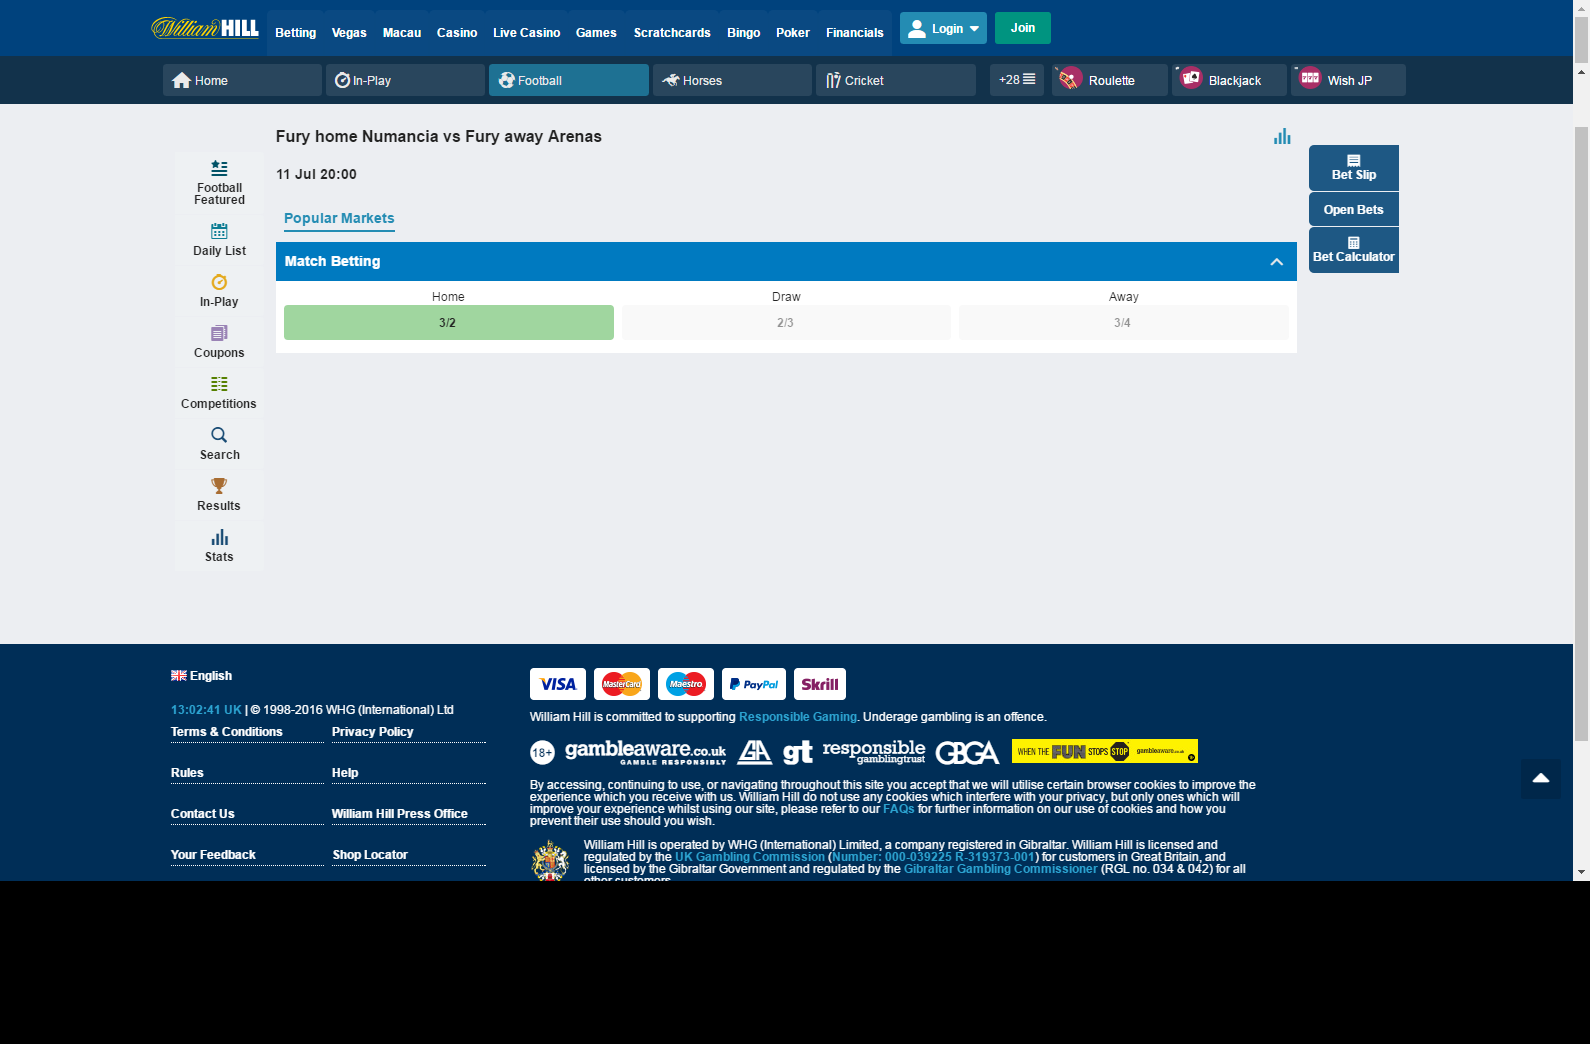 William HILL
Betting Vegas Macau Casino Live Casino Games Scratchcards Bingo Poker Financials Login Join
Home In-Play Football Horses Cricket +28 Roulette Blackjack Wish JP
Fury home Numancia vs Fury away Arenas
11 Jul 20:00
Popular Markets
Match Betting
Home Draw Away
3/2 2/3 3/4
Football
Featured
Daily List
In-Play
Coupons
Competitions
Search
Results
Stats
Bet Slip
Open Bets
Bet Calculator
English
13:02:41 UK | © 1998-2016 WHG (International) Ltd
Terms & Conditions Privacy Policy
Rules Help
Contact Us William Hill Press Office
Your Feedback Shop Locator
VISA MasterCard Maestro PayPal Skrill
William Hill is committed to supporting Responsible Gaming. Underage gambling is an offence.
18+ gambleaware.co.uk GA gt responsible GBGA WHEN THE FUN STOPS STOP gambleaware.co.uk
GAMBLE RESPONSIBLY gamblingtrust
By accessing, continuing to use, or navigating throughout this site you accept that we will utilise certain browser cookies to improve the
experience which you receive with us. William Hill do not use any cookies which interfere with your privacy, but only ones which will
improve your experience whilst using our site, please refer to our FAQs for further information on our use of cookies and how you
prevent their use should you wish.
William Hill is operated by WHG (International) Limited, a company registered in Gibraltar. William Hill is licensed and
regulated by the UK Gambling Commission (Number: 000-039225 R-319373-001) for customers in Great Britain, and
licensed by the Gibraltar Government and regulated by the Gibraltar Gambling Commissioner (RGL no. 034 & 042) for all
other customers